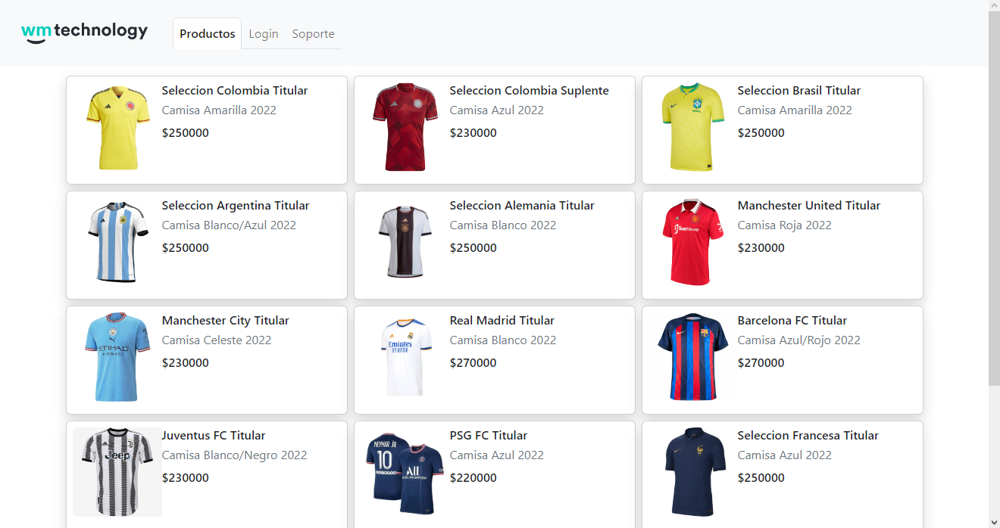 wm technology
Productos Login Soporte
Seleccion Colombia Titular
Camisa Amarilla 2022
$250000
Seleccion Colombia Suplente
Camisa Azul 2022
$230000
Seleccion Brasil Titular
Camisa Amarilla 2022
$250000
Seleccion Argentina Titular
Camisa Blanco/Azul 2022
$250000
Seleccion Alemania Titular
Camisa Blanco 2022
$250000
Manchester United Titular
Camisa Roja 2022
$230000
Manchester City Titular
Camisa Celeste 2022
$230000
ETIHAD
AIRWAYS
Real Madrid Titular
Camisa Blanco 2022
$270000
Emirates
FLY BETTER
Barcelona FC Titular
Camisa Azul/Rojo 2022
$270000
Juventus FC Titular
Camisa Blanco/Negro 2022
$230000
Jeep
PSG FC Titular
Camisa Azul 2022
$220000
NEYMAR JR
10
ALL
Seleccion Francesa Titular
Camisa Azul 2022
$250000